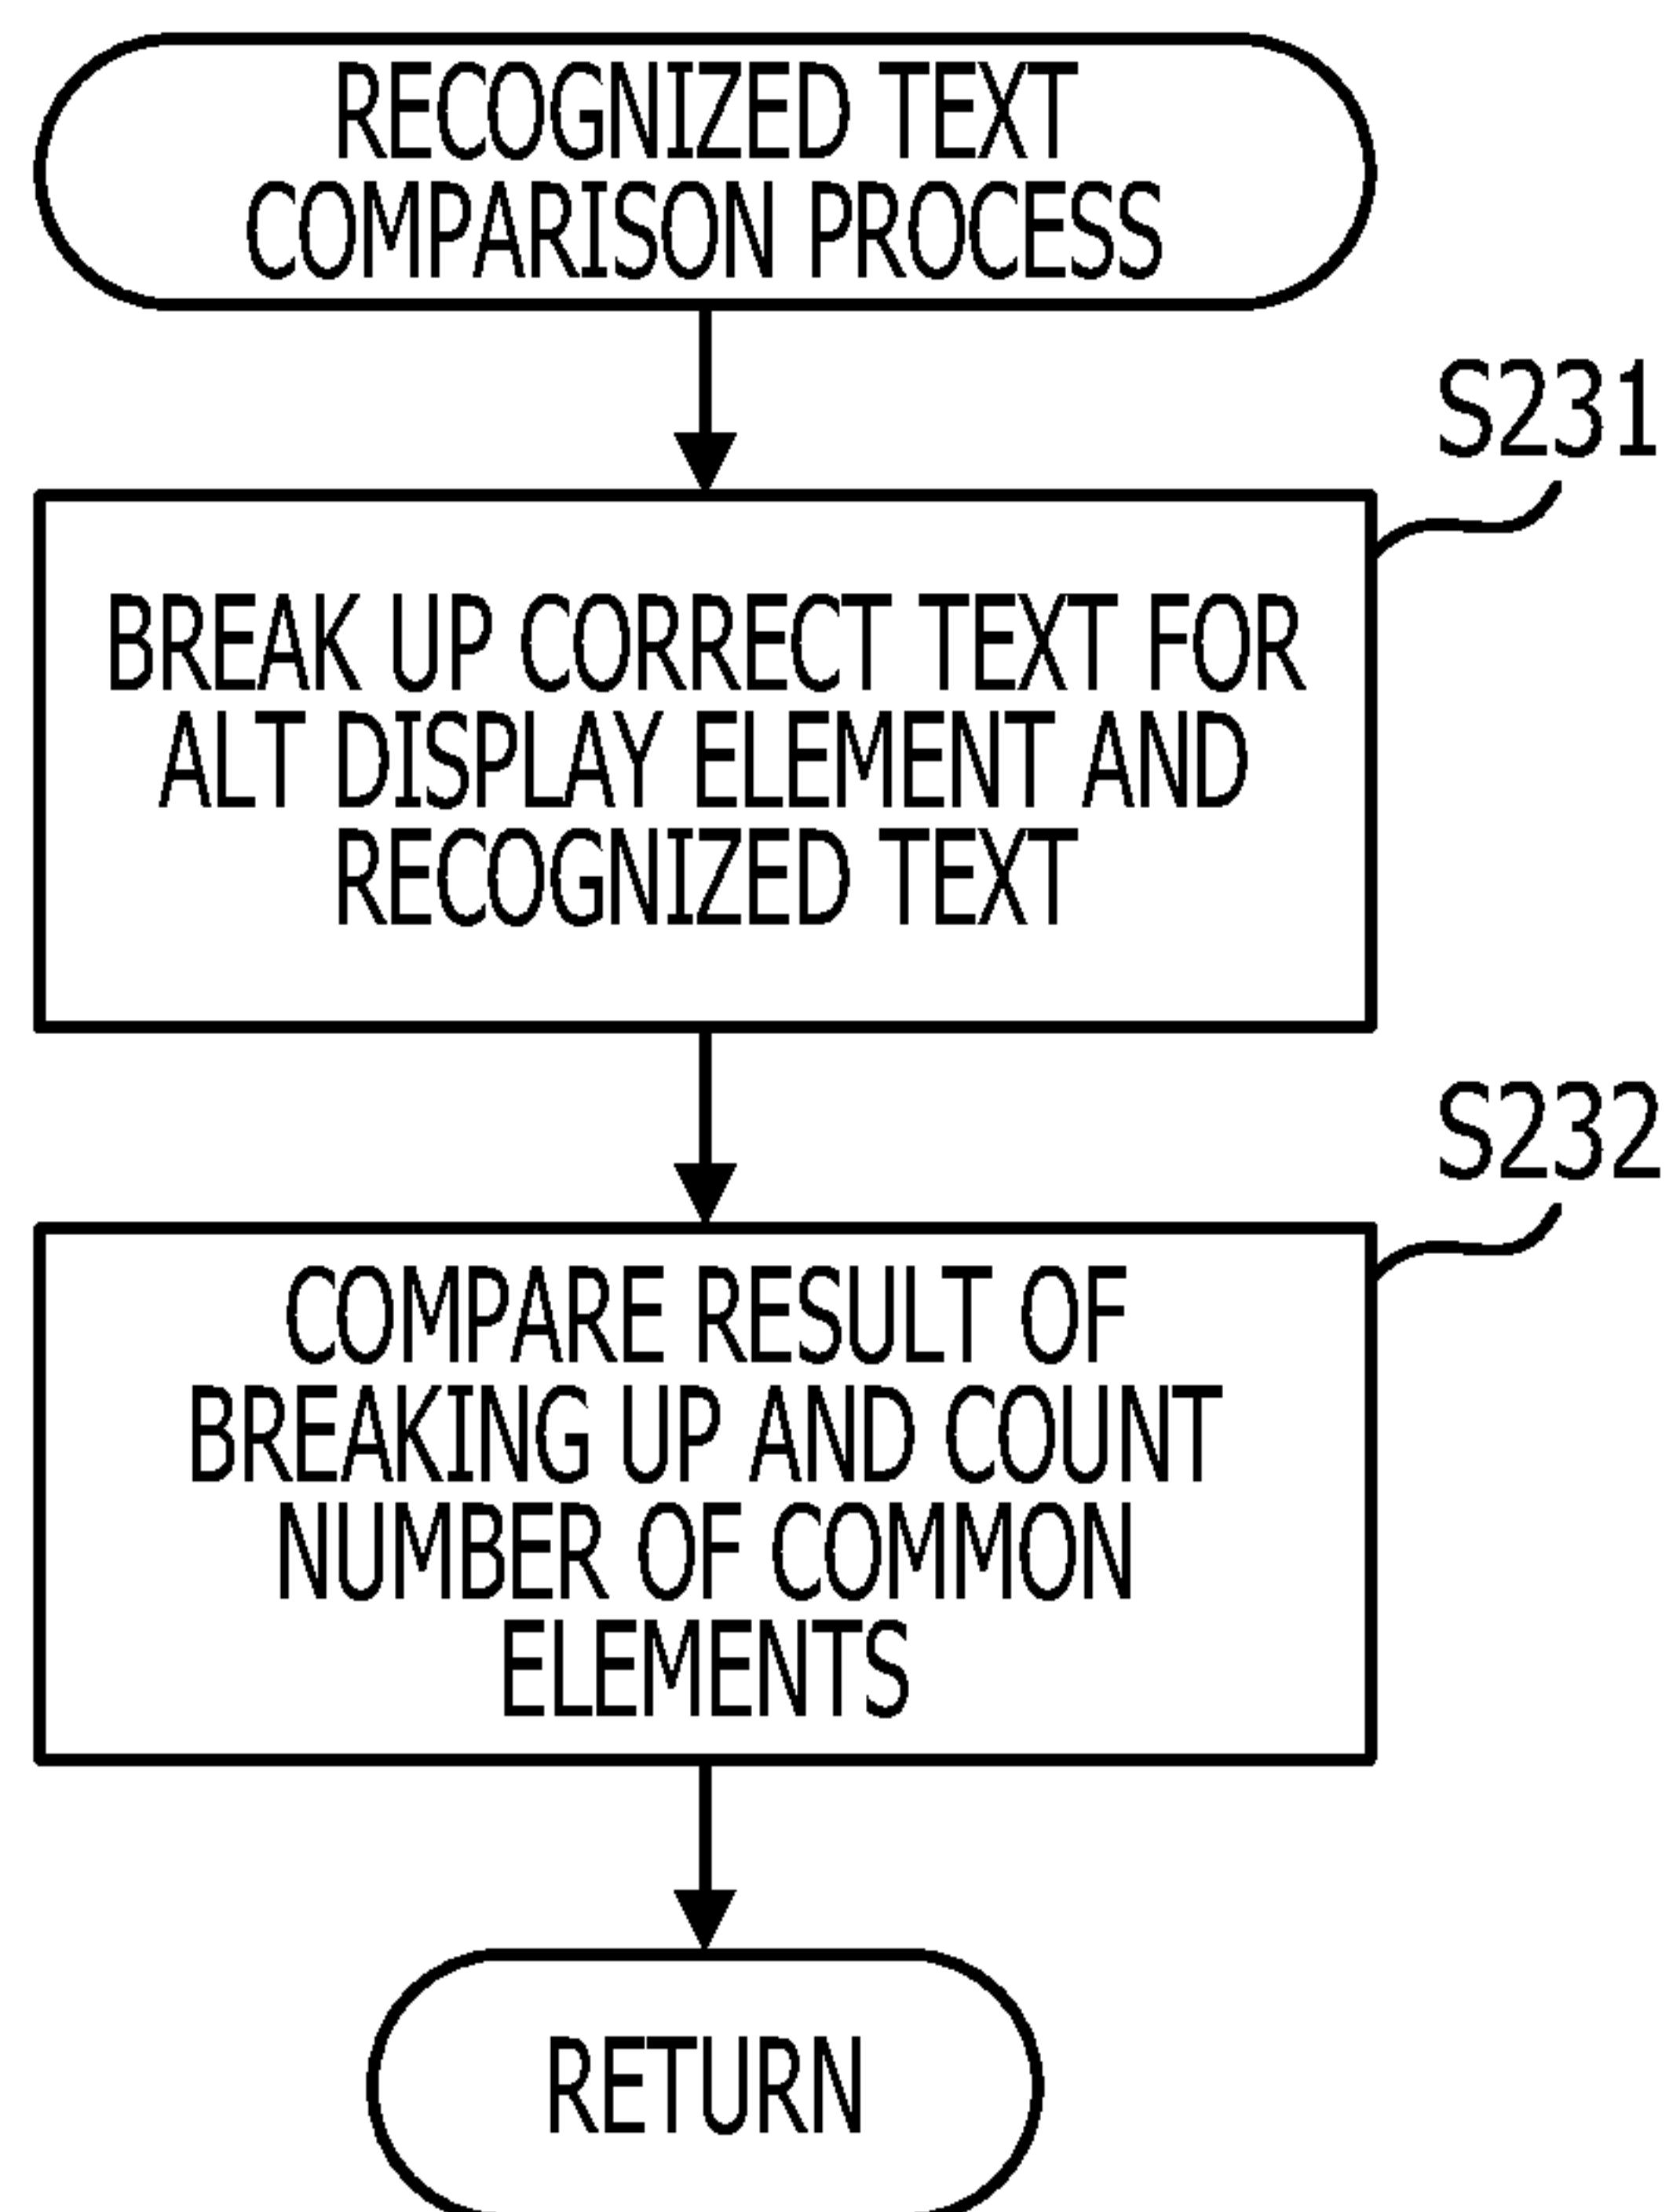 RECOGNIZED TEXT
COMPARISON PROCESS
S231
BREAK UP CORRECT TEXT FOR
ALT DISPLAY ELEMENT AND
RECOGNIZED TEXT
S232
COMPARE RESULT OF
BREAKING UP AND COUNT
NUMBER OF COMMON
ELEMENTS
RETURN